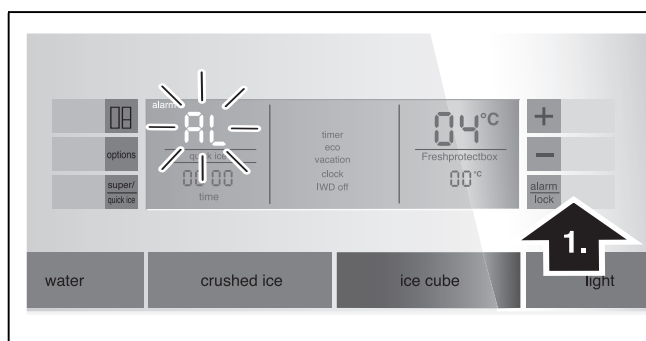 alarm
AL
quick ice
00 00
time
timer
eco
vacation
clock
IWD off
04°C
Freshprotectbox
00°C
options
super/
quick ice
+
−
alarm
lock
1.
water
crushed ice
ice cube
light